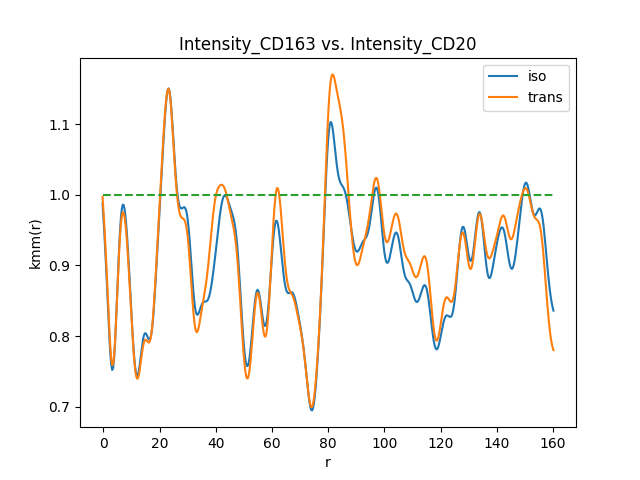 Intensity_CD163 vs. Intensity_CD20
iso
trans
1.1
1.0
0.9
0.8
0.7
kmm(r)
0 20 40 60 80 100 120 140 160
r